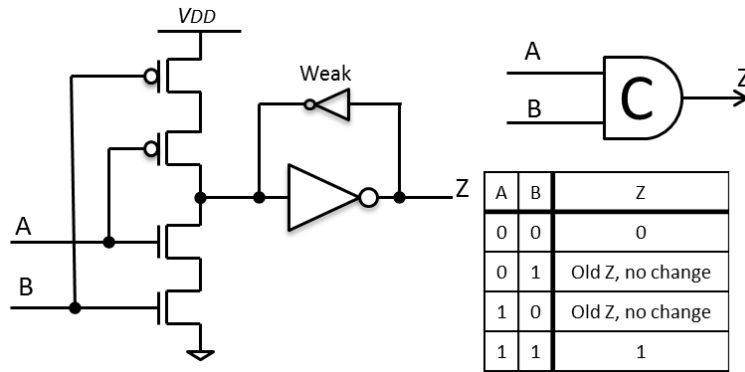 VDD
Weak
Z
A
B
A
B
C
Z
A B Z
0 0 0
0 1 Old Z, no change
1 0 Old Z, no change
1 1 1